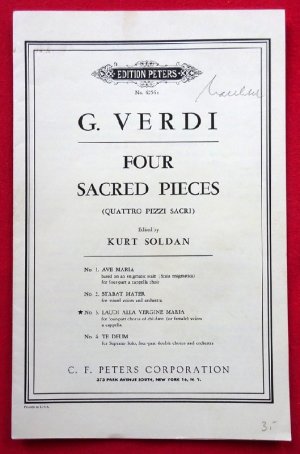 EDITION PETERS
No.
G. VERDI
FOUR
SACRED PIECES
(QUATTRO PEZZI SACRI)
Edited by
KURT SOLDAN
No. 1. AVE MARIA
based on an enigmatic scale
for four-part a cappella choir
No. 2. STABAT MATER
for mixed voices and orchestra
★ No. 3. LAUDI ALLA VERGINE MARIA
for four-part chorus of children (or female) voices
a cappella
No. 4. TE DEUM
for Soprano Solo, four-part double chorus and orchestra
C. F. PETERS CORPORATION
373 PARK AVENUE SOUTH, NEW YORK 16, N. Y.
Printed in U.S.A.
3.-